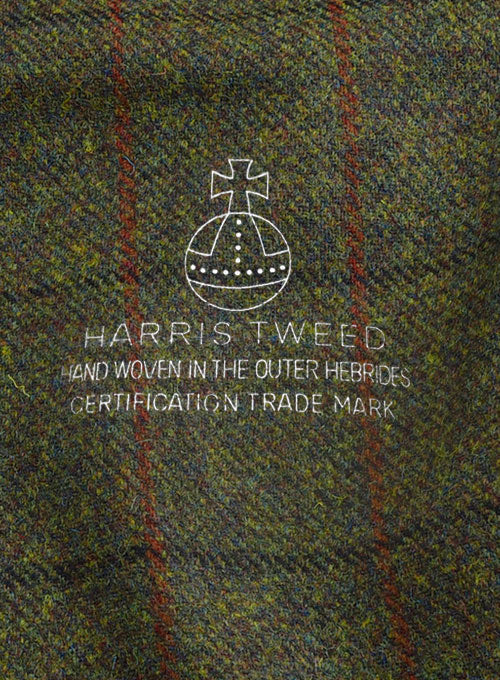 HARRIS TWEED
HAND WOVEN IN THE OUTER HEBRIDES
CERTIFICATION TRADE MARK